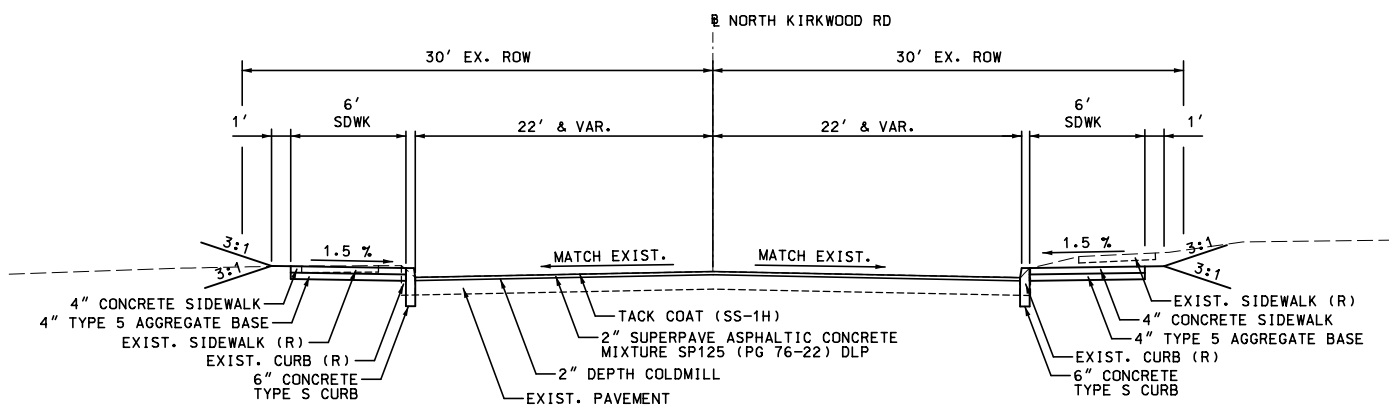 NORTH KIRKWOOD RD
30' EX. ROW
30' EX. ROW
1'
6'
SDWK
22' & VAR.
22' & VAR.
6'
SDWK
1'
3:1
3:1
1.5 %
MATCH EXIST.
MATCH EXIST.
1.5 %
3:1
3:1
4" CONCRETE SIDEWALK
4" TYPE 5 AGGREGATE BASE
EXIST. SIDEWALK (R)
EXIST. CURB (R)
6" CONCRETE
TYPE S CURB
TACK COAT (SS-1H)
2" SUPERPAVE ASPHALTIC CONCRETE
MIXTURE SP125 (PG 76-22) DLP
2" DEPTH COLDMILL
EXIST. PAVEMENT
EXIST. SIDEWALK (R)
4" CONCRETE SIDEWALK
4" TYPE 5 AGGREGATE BASE
EXIST. CURB (R)
6" CONCRETE
TYPE S CURB